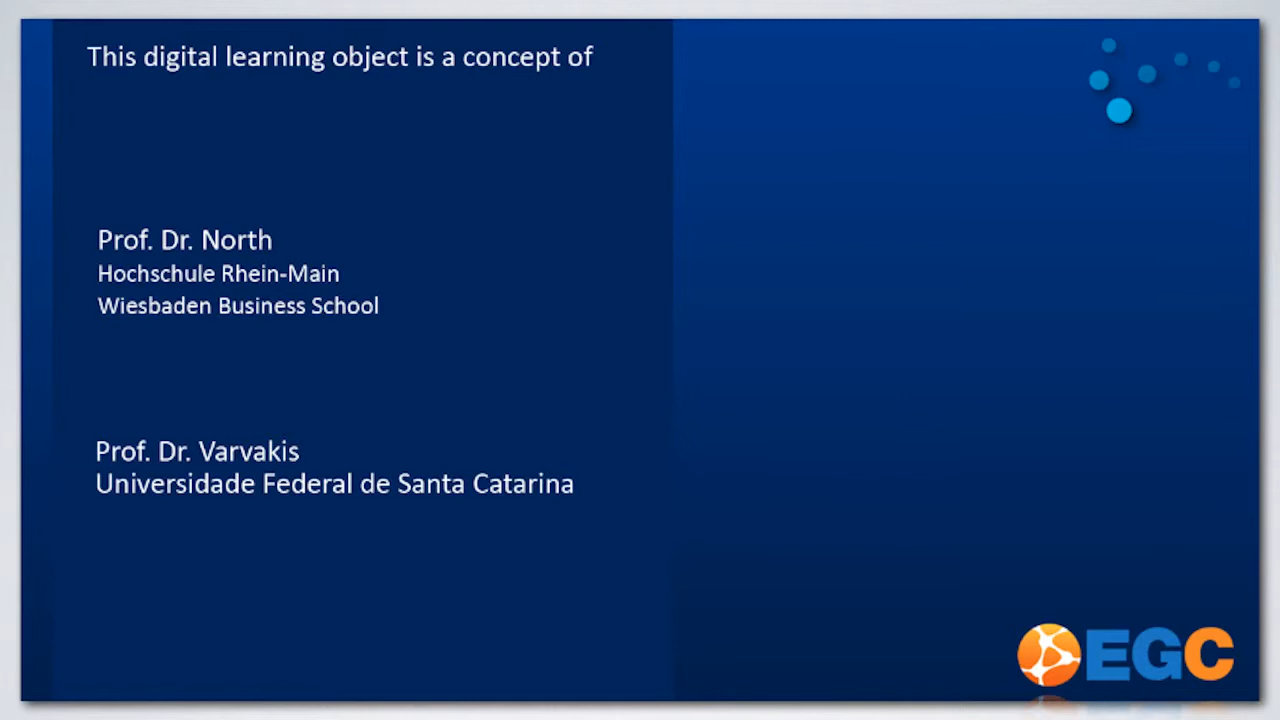 This digital learning object is a concept of
Prof. Dr. North
Hochschule Rhein-Main
Wiesbaden Business School
Prof. Dr. Varvakis
Universidade Federal de Santa Catarina
EGC